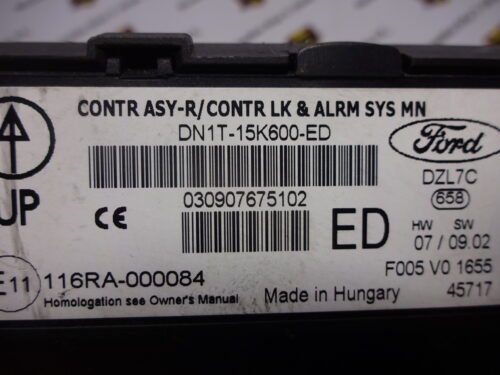 CONTR ASY-R/CONTR LK & ALRM SYS MN
DN1T-15K600-ED
Ford
DZL7C
658
030907675102
UP
CE
ED
HW SW
07 / 09.02
E11
116RA-000084
F005 V0 1655
Homologation see Owner's Manual
Made in Hungary
45717